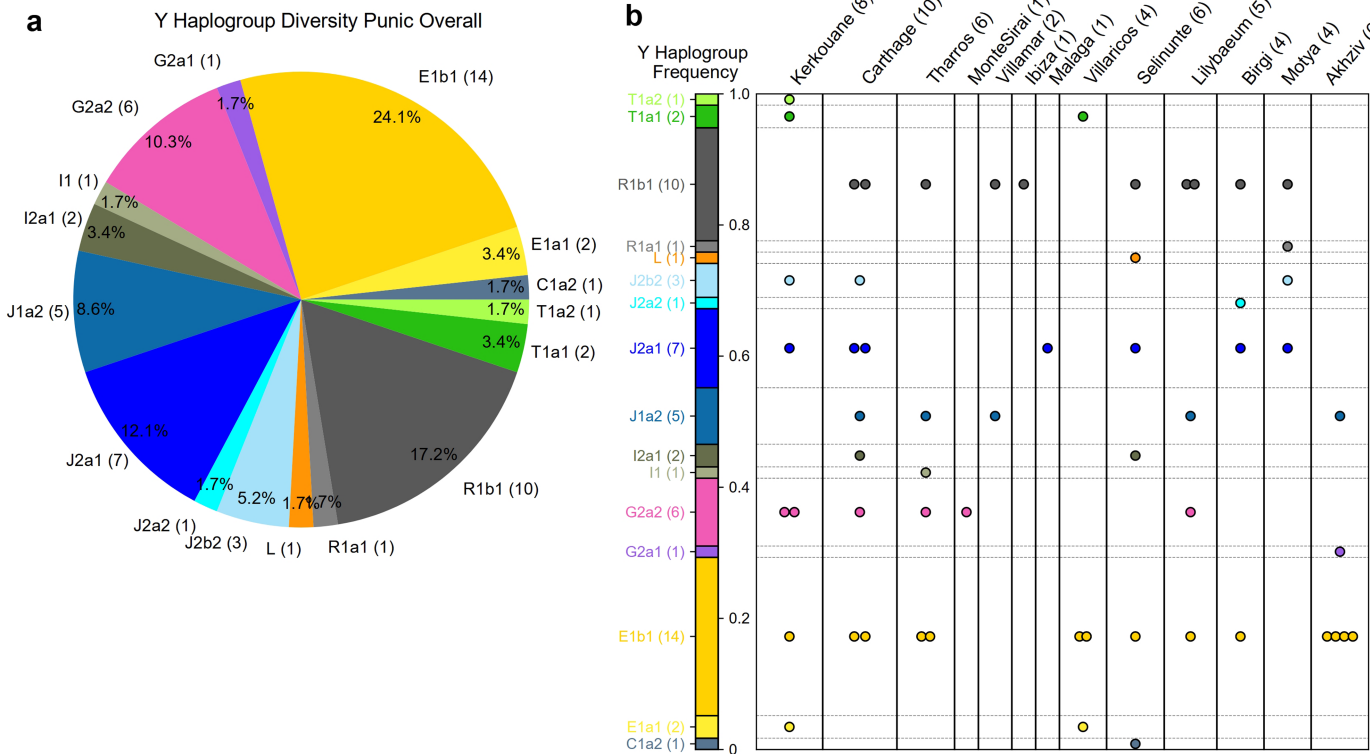 a
Y Haplogroup Diversity Punic Overall
G2a1 (1)
E1b1 (14)
G2a2 (6)
1.7%
24.1%
10.3%
I1 (1)
1.7%
I2a1 (2)
3.4%
E1a1 (2)
3.4%
C1a2 (1)
1.7%
J1a2 (5)
8.6%
1.7%
T1a2 (1)
3.4%
T1a1 (2)
12.1%
J2a1 (7)
17.2%
R1b1 (10)
1.7%
5.2%
1.7%
1.7%
J2a2 (1)
J2b2 (3)
L (1)
R1a1 (1)
b
Y Haplogroup
Frequency
Kerkouane (8)
Carthage (10)
Tharros (6)
MonteSirai (1)
Villamar (2)
Ibiza (1)
Malaga (1)
Villaricos (4)
Selinunte (6)
Lilybaeum (5)
Birgi (4)
Motya (4)
Akhziv
T1a2 (1)
1.0
T1a1 (2)
R1b1 (10)
0.8
R1a1 (1)
L (1)
J2b2 (3)
J2a2 (1)
J2a1 (7)
0.6
J1a2 (5)
I2a1 (2)
I1 (1)
0.4
G2a2 (6)
G2a1 (1)
0.2
E1b1 (14)
E1a1 (2)
C1a2 (1)
0